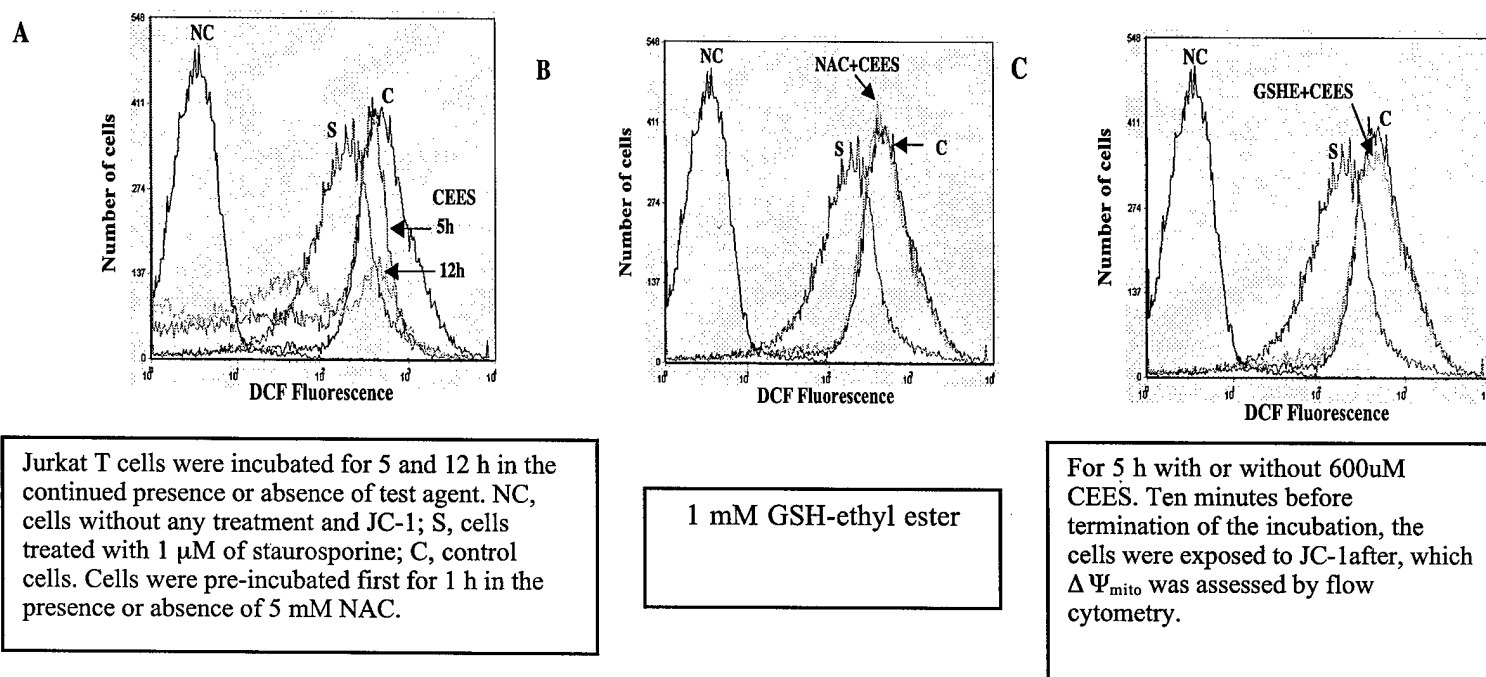 A
548
411
274
137
0
Number of cells
NC
S
C
CEES
5h
12h
DCF Fluorescence
B
548
411
274
137
0
Number of cells
NC
NAC+CEES
S
C
DCF Fluorescence
C
548
411
274
137
0
Number of cells
NC
GSHE+CEES
S
C
DCF Fluorescence
Jurkat T cells were incubated for 5 and 12 h in the
continued presence or absence of test agent. NC,
cells without any treatment and JC-1; S, cells
treated with 1 μM of staurosporine; C, control
cells. Cells were pre-incubated first for 1 h in the
presence or absence of 5 mM NAC.
1 mM GSH-ethyl ester
For 5 h with or without 600uM
CEES. Ten minutes before
termination of the incubation, the
cells were exposed to JC-1after, which
Δ Ψmito was assessed by flow
cytometry.